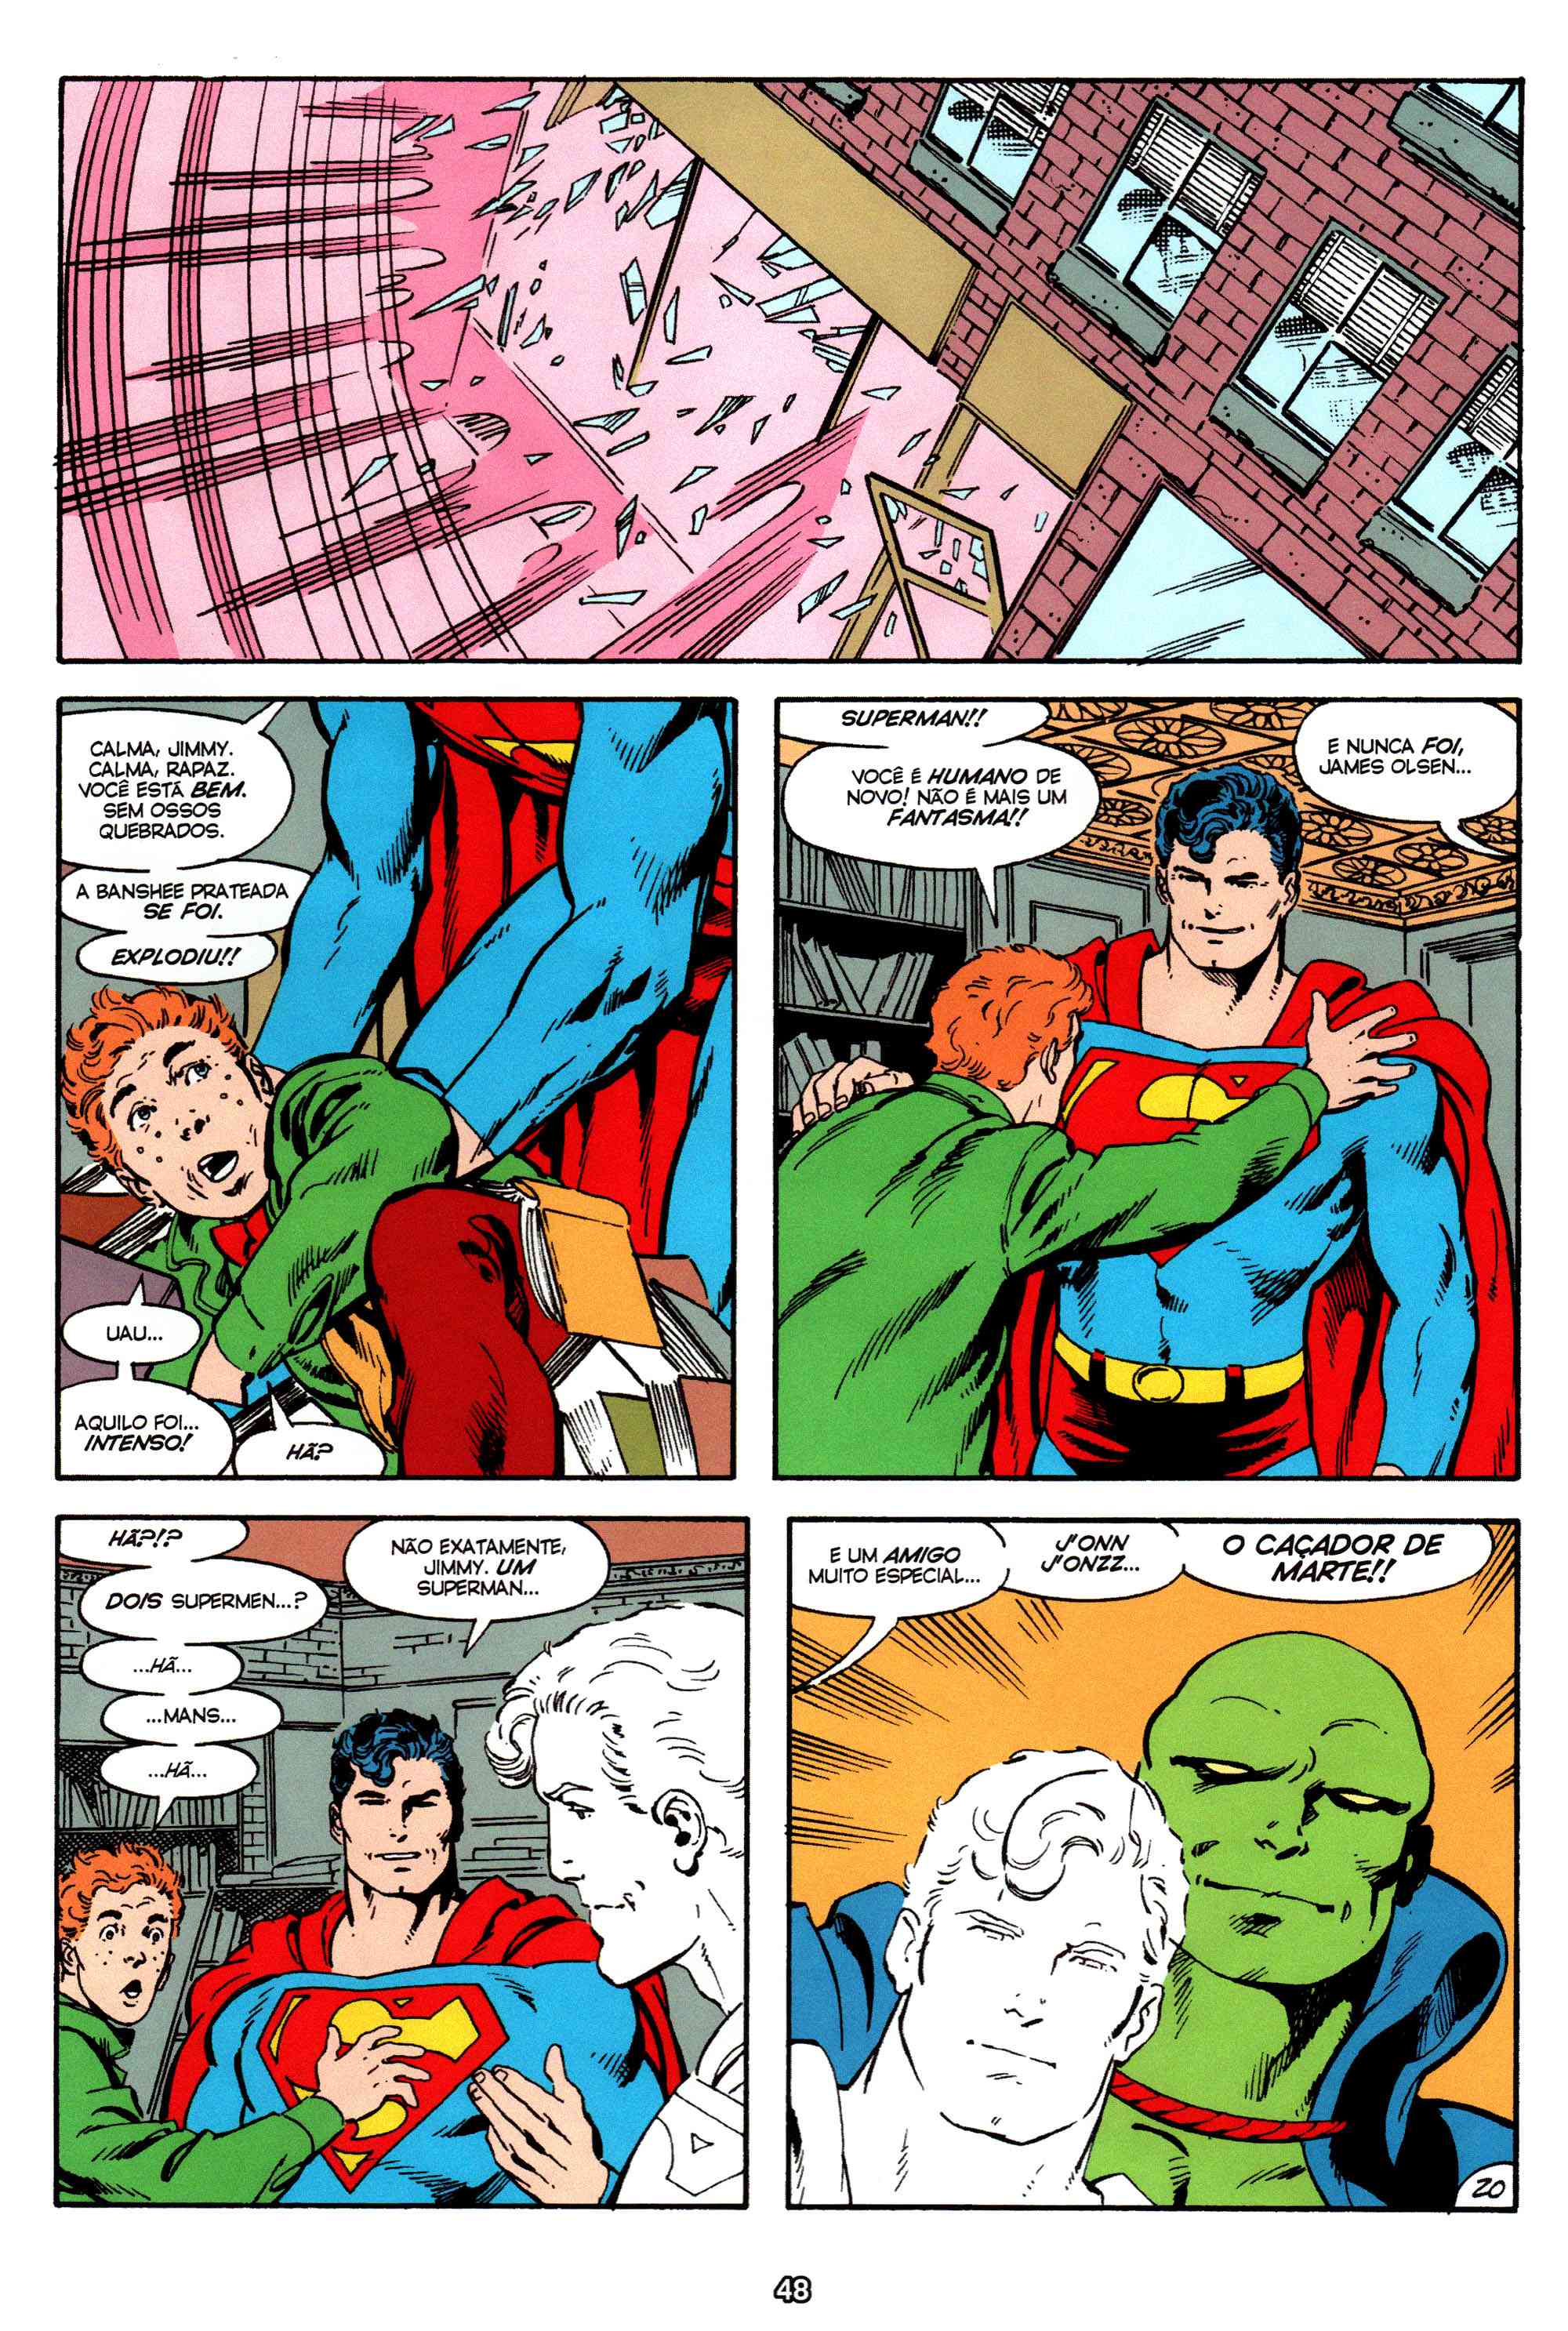 CALMA, JIMMY.
CALMA, RAPAZ.
VOCÊ ESTÁ BEM.
SEM OSSOS
QUEBRADOS.
A BANSHEE PRATEADA
SE FOI.
EXPLODIU!!
UAU...
AQUILO FOI...
INTENSO!
HÃ?
SUPERMAN!!
VOCÊ É HUMANO DE
NOVO! NÃO É MAIS UM
FANTASMA!!
E NUNCA FOI,
JAMES OLSEN...
HÃ?!?
DOIS SUPERMEN...?
...HÃ...
...MANS...
...HÃ...
NÃO EXATAMENTE,
JIMMY. UM
SUPERMAN...
E UM AMIGO
MUITO ESPECIAL...
J'ONN
J'ONZZ...
O CAÇADOR DE
MARTE!!
20
48